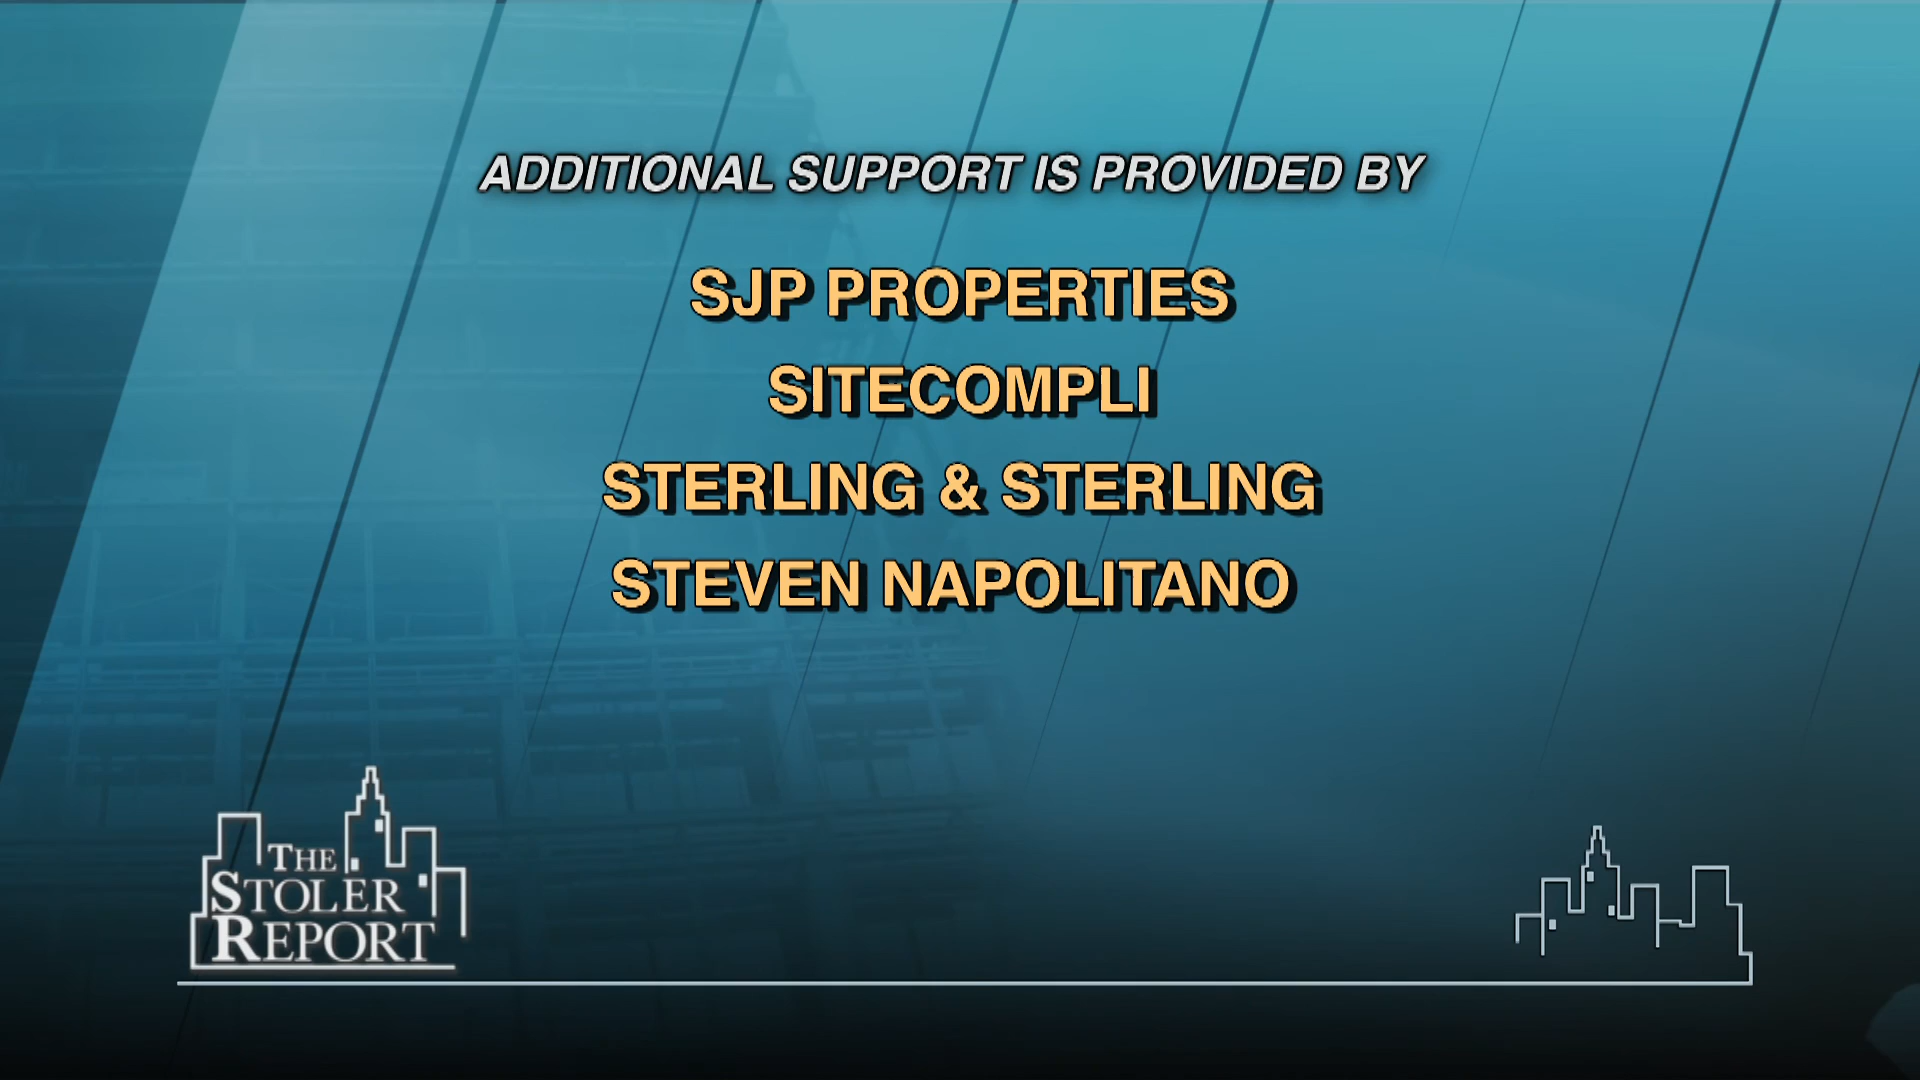 ADDITIONAL SUPPORT IS PROVIDED BY
SJP PROPERTIES
SITECOMPLI
STERLING & STERLING
STEVEN NAPOLITANO
THE
STOLER
REPORT